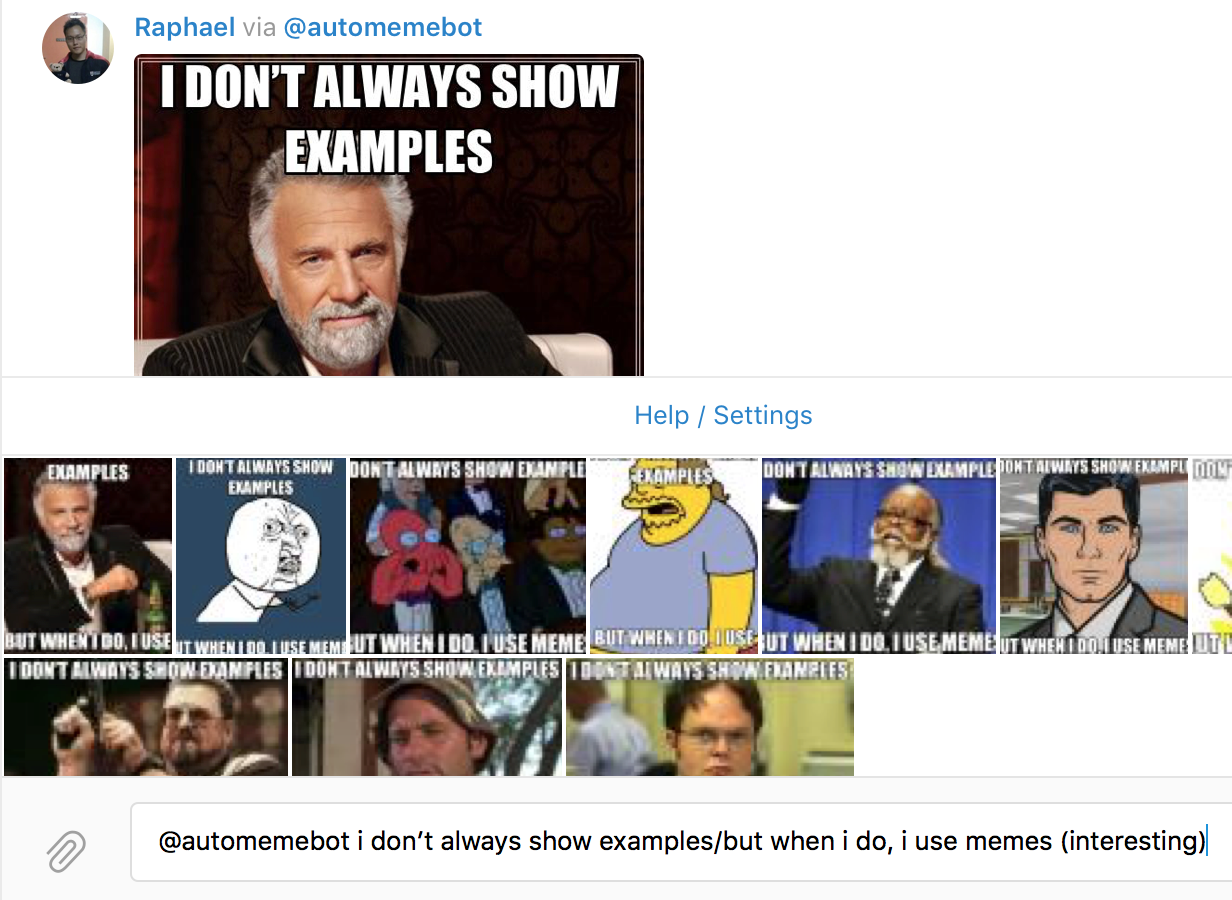 Raphael via @automemebot
I DON'T ALWAYS SHOW
EXAMPLES
Help / Settings
EXAMPLES
BUT WHEN I DO, I USE
I DON'T ALWAYS SHOW
EXAMPLES
UT WHEN I DO, I USE MEM
DON'T ALWAYS SHOW EXAMPLE
BUT WHEN I DO, I USE MEME
EXAMPLES
BUT WHEN I DO, I USE
DON'T ALWAYS SHOW EXAMPLE
BUT WHEN I DO, I USE MEME
DON'T ALWAYS SHOW EXAMPL
UT WHEN I DO, I USE MEME
DON'T
I DON'T ALWAYS SHOW EXAMPLES
I DON'T ALWAYS SHOW EXAMPLES
I DON'T ALWAYS SHOW EXAMPLES
@automemebot i don’t always show examples/but when i do, i use memes (interesting)